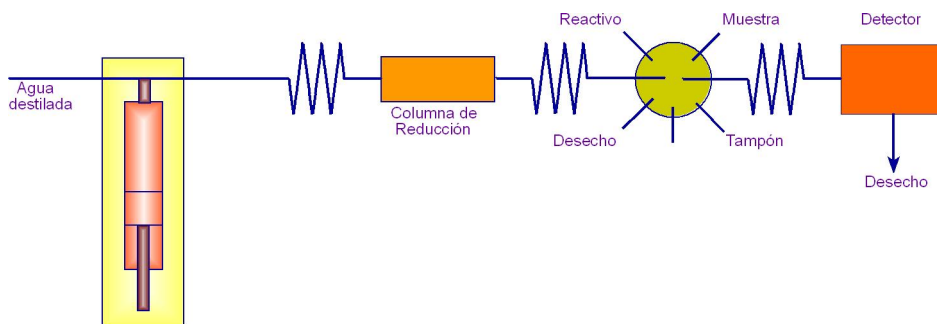 Reactivo
Muestra
Detector
Agua
destilada
Columna de
Reducción
Desecho
Tampón
Desecho